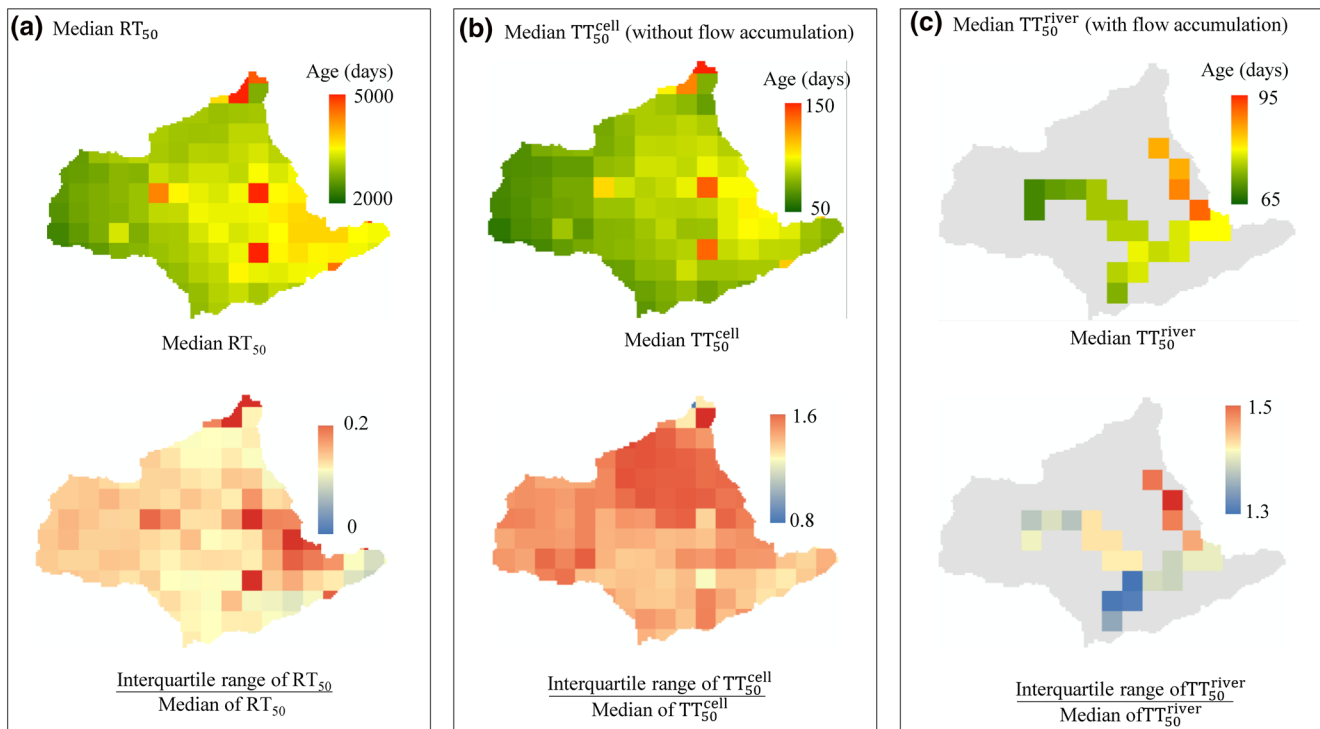 (a) Median RT₅₀
Age (days)
5000
2000
Median RT₅₀
0.2
0
Interquartile range of RT₅₀
Median of RT₅₀
(b) Median TT₅₀ᶜᵉˡˡ (without flow accumulation)
Age (days)
150
50
Median TT₅₀ᶜᵉˡˡ
1.6
0.8
Interquartile range of TT₅₀ᶜᵉˡˡ
Median of TT₅₀ᶜᵉˡˡ
(c) Median TT₅₀ʳⁱᵛᵉʳ (with flow accumulation)
Age (days)
95
65
Median TT₅₀ʳⁱᵛᵉʳ
1.5
1.3
Interquartile range ofTT₅₀ʳⁱᵛᵉʳ
Median ofTT₅₀ʳⁱᵛᵉʳ